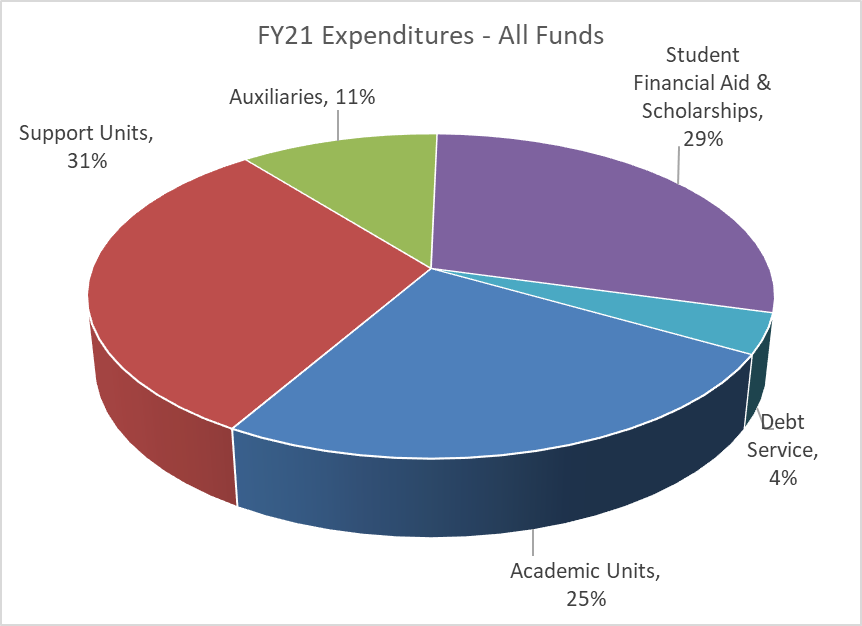 FY21 Expenditures - All Funds
Student
Financial Aid &
Scholarships,
29%
Auxiliaries, 11%
Support Units,
31%
Debt
Service,
4%
Academic Units,
25%